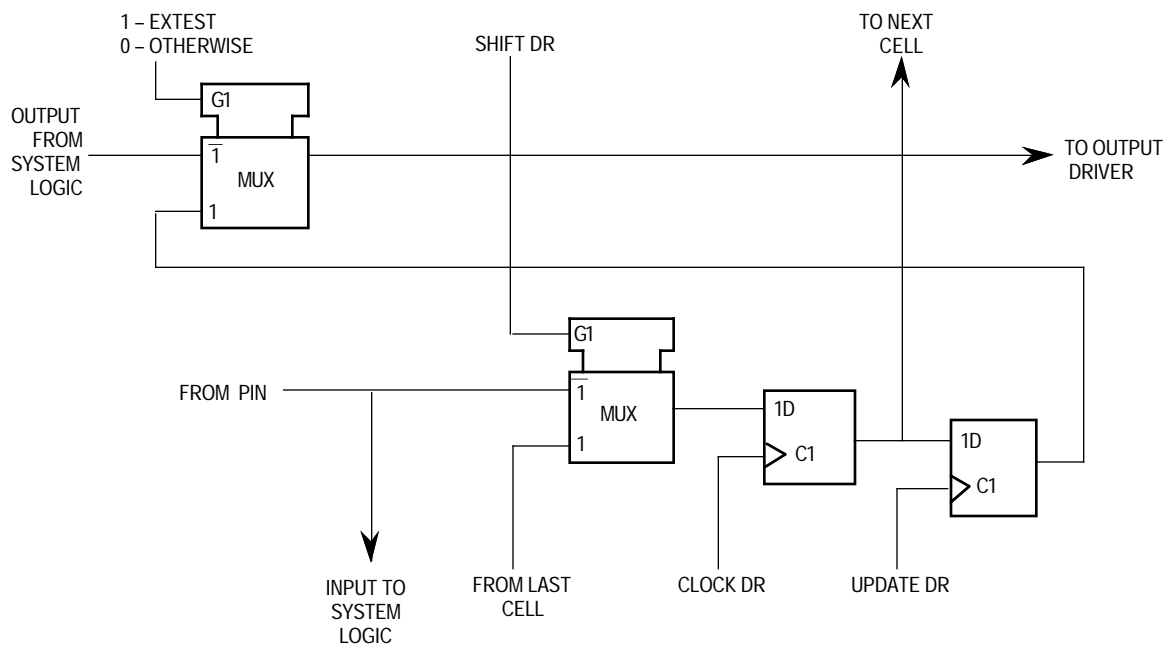 1 – EXTEST
0 – OTHERWISE
SHIFT DR
TO NEXT
CELL
G1
OUTPUT
FROM
SYSTEM
LOGIC
1̅
MUX
1
TO OUTPUT
DRIVER
G1
FROM PIN
1̅
MUX
1
1D
C1
1D
C1
INPUT TO
SYSTEM
LOGIC
FROM LAST
CELL
CLOCK DR
UPDATE DR